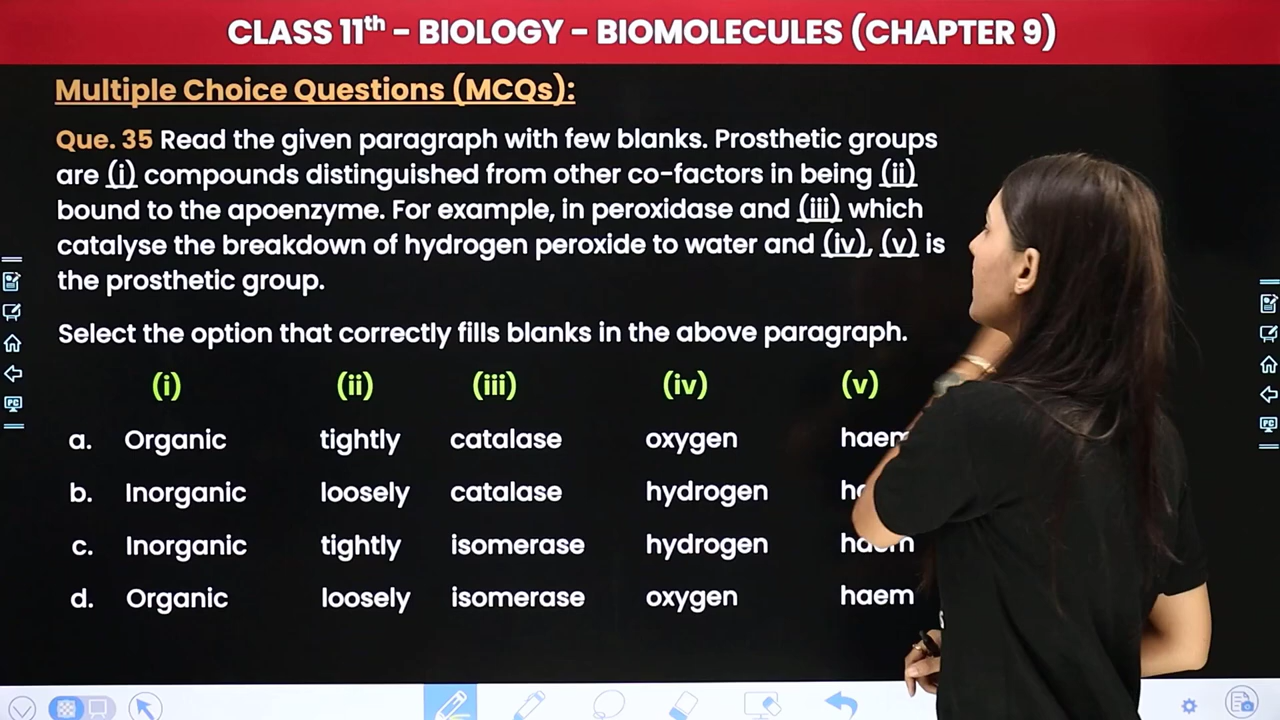 CLASS 11th - BIOLOGY - BIOMOLECULES (CHAPTER 9)
Multiple Choice Questions (MCQs):
Que. 35 Read the given paragraph with few blanks. Prosthetic groups
are (i) compounds distinguished from other co-factors in being (ii)
bound to the apoenzyme. For example, in peroxidase and (iii) which
catalyse the breakdown of hydrogen peroxide to water and (iv), (v) is
the prosthetic group.
Select the option that correctly fills blanks in the above paragraph.
(i) (ii) (iii) (iv) (v)
a. Organic tightly catalase oxygen haem
b. Inorganic loosely catalase hydrogen
c. Inorganic tightly isomerase hydrogen haem
d. Organic loosely isomerase oxygen haem
PC
PC